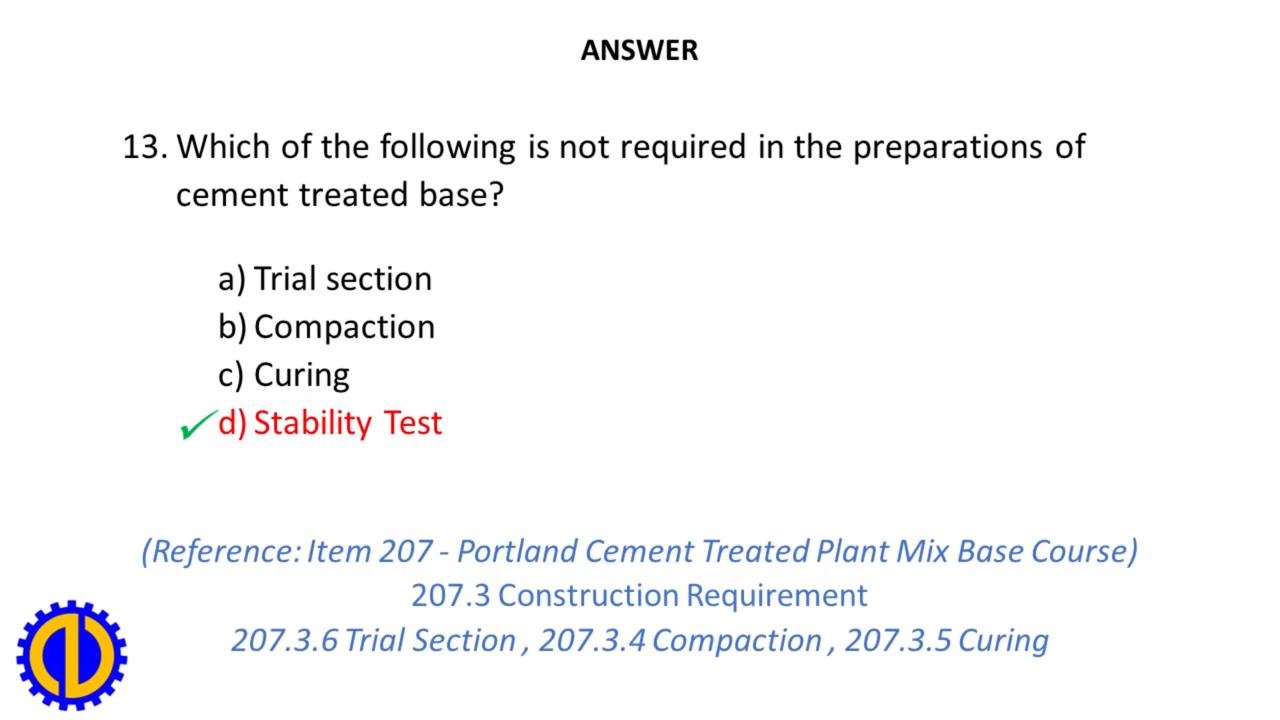 ANSWER
13. Which of the following is not required in the preparations of
cement treated base?
a) Trial section
b) Compaction
c) Curing
d) Stability Test
(Reference: Item 207 - Portland Cement Treated Plant Mix Base Course)
207.3 Construction Requirement
207.3.6 Trial Section , 207.3.4 Compaction , 207.3.5 Curing